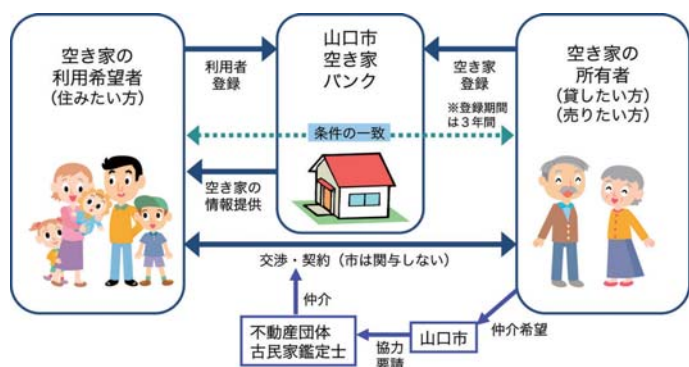 空き家の
利用希望者
(住みたい方)
利用者
登録
山口市
空き家
バンク
空き家
登録
※登録期間
は3年間
空き家の
所有者
(貸したい方)
(売りたい方)
条件の一致
空き家の
情報提供
交渉・契約(市は関与しない)
仲介
不動産団体
古民家鑑定士
協力
要請
山口市
仲介希望